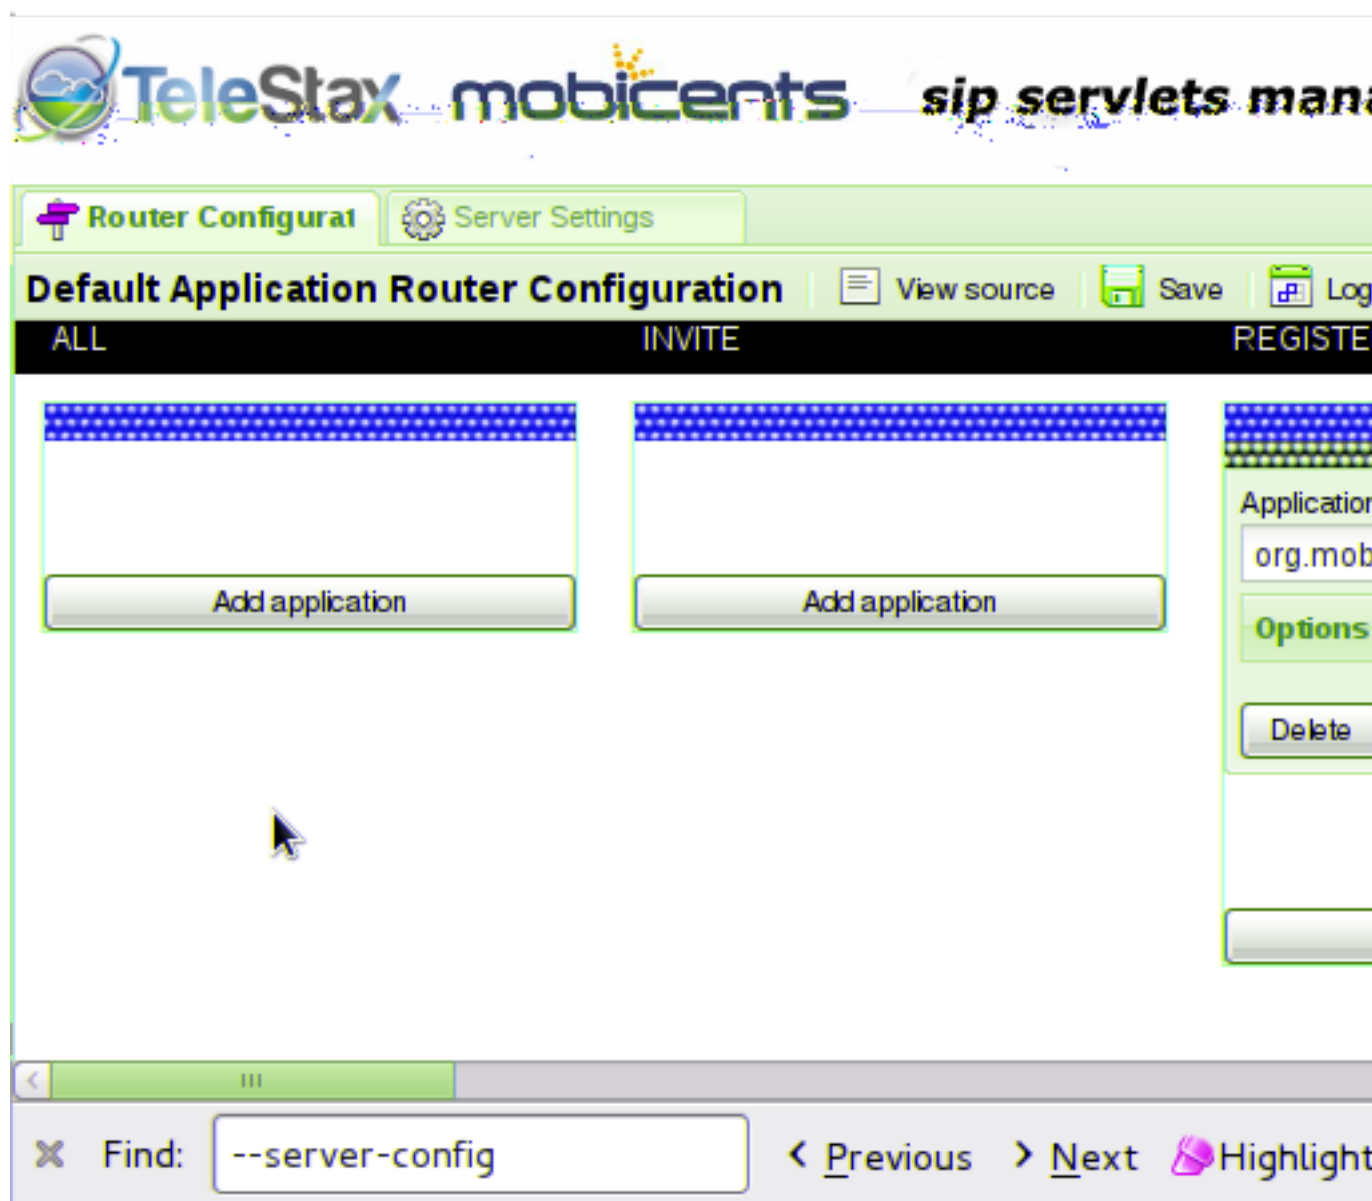 TeleStax mobicents sip servlets mana
Router Configurat Server Settings
Default Application Router Configuration View source Save Log
ALL INVITE REGISTE
Application
org.mob
Add application Add application
Options
Delete
Find: --server-config Previous Next Highlight